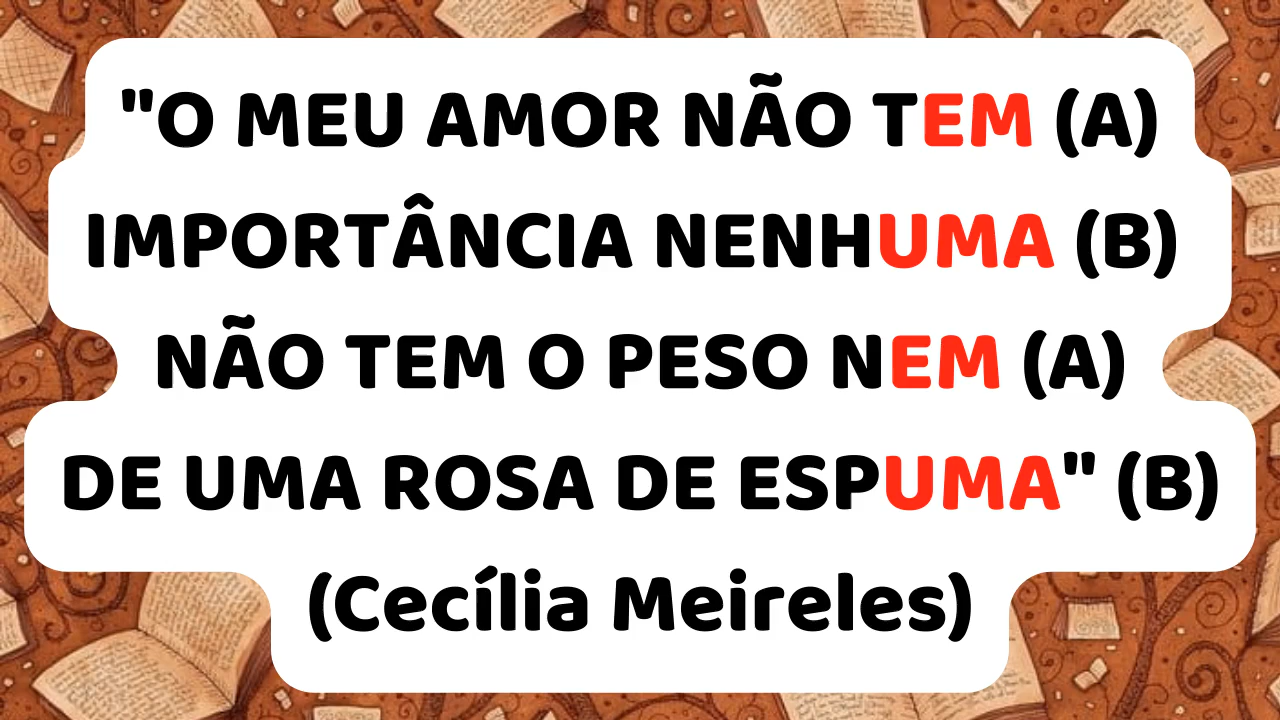 "O MEU AMOR NÃO TEM (A)
IMPORTÂNCIA NENHUMA (B)
NÃO TEM O PESO NEM (A)
DE UMA ROSA DE ESPUMA" (B)
(Cecília Meireles)